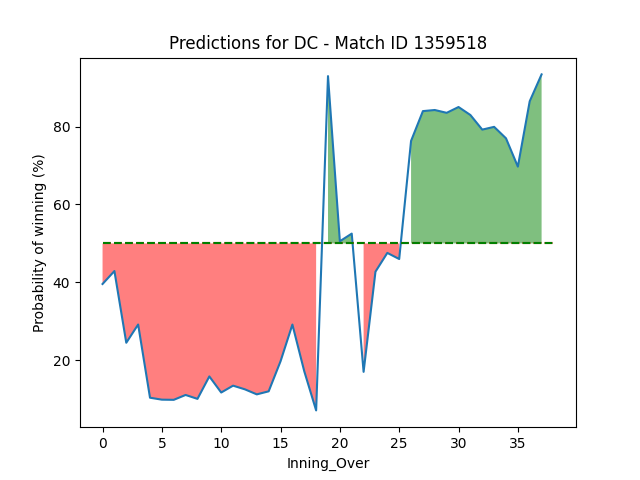 Predictions for DC - Match ID 1359518
Probability of winning (%)
80
60
40
20
0 5 10 15 20 25 30 35
Inning_Over